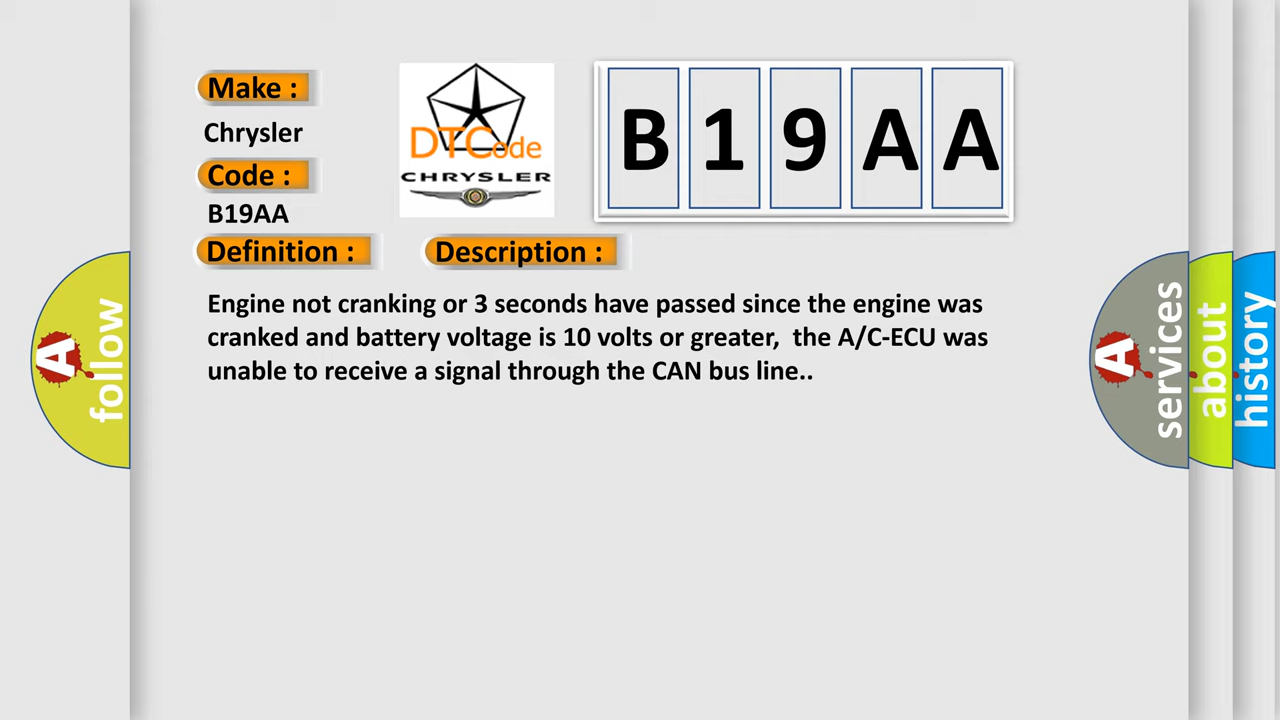 Make :
Chrysler
Code :
B19AA
Definition :
Description :
DTCode
CHRYSLER
B19AA
Engine not cranking or 3 seconds have passed since the engine was
cranked and battery voltage is 10 volts or greater,  the A/C-ECU was
unable to receive a signal through the CAN bus line..
A follow
A services
about
history